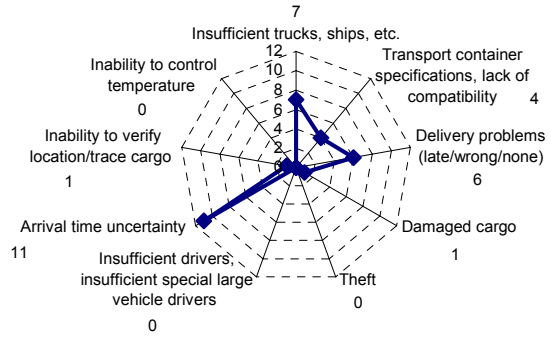 7
Insufficient trucks, ships, etc.
12
10
8
6
4
2
0
Transport container
specifications, lack of
compatibility 4
Delivery problems
(late/wrong/none)
6
Damaged cargo
1
Theft
0
Insufficient drivers,
insufficient special large
vehicle drivers
0
Arrival time uncertainty
11
Inability to verify
location/trace cargo
1
Inability to control
temperature
0